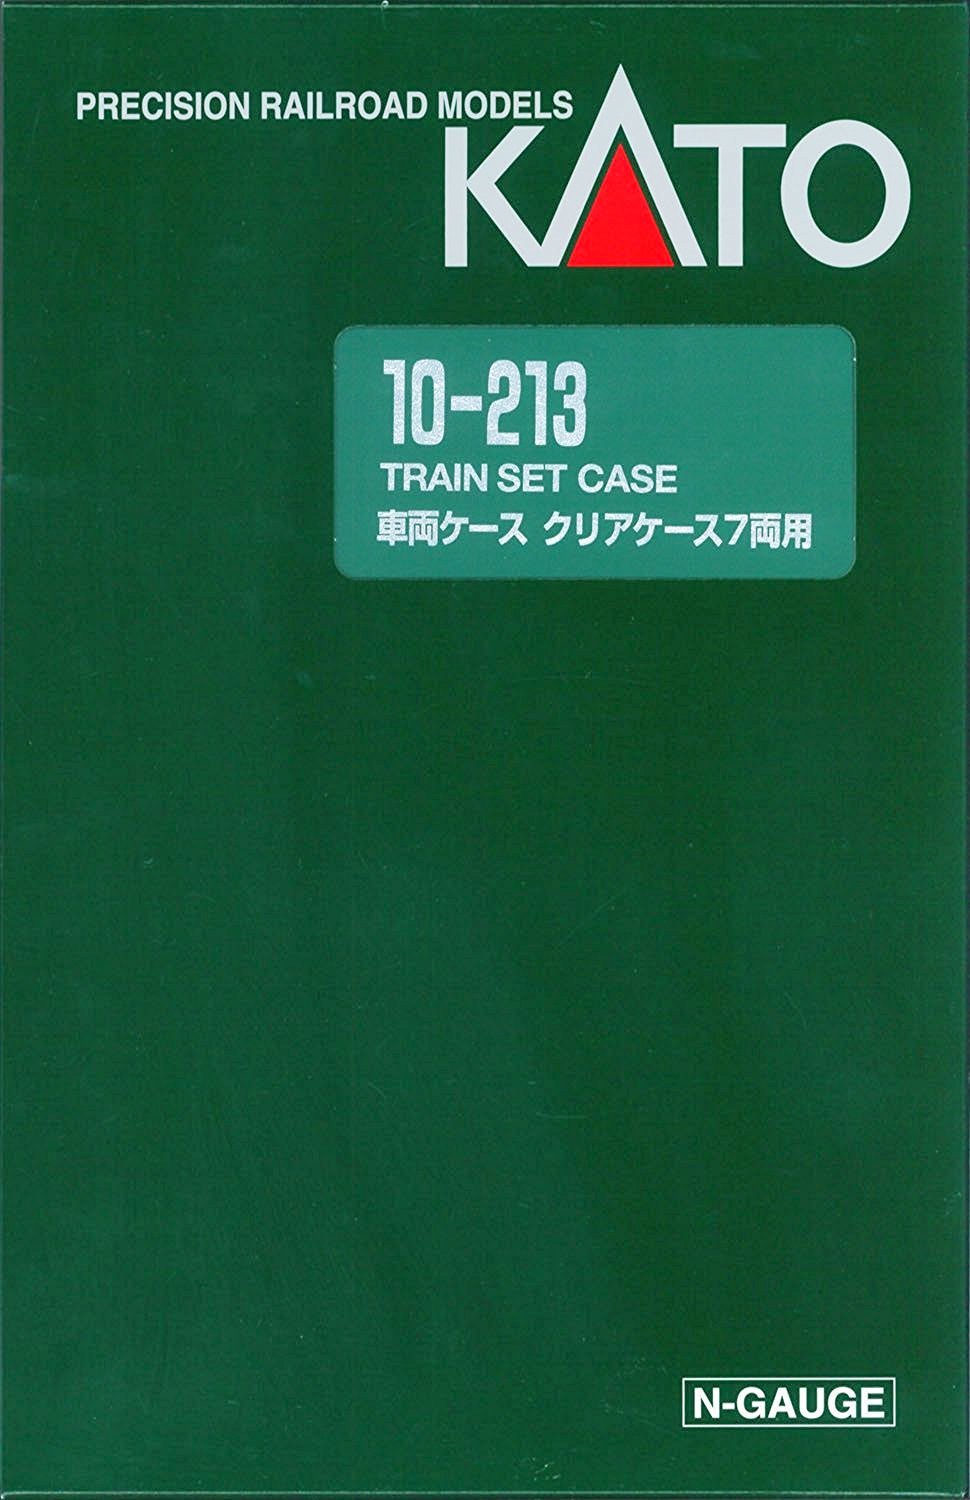 PRECISION RAILROAD MODELS
KATO
10-213
TRAIN SET CASE
車両ケース クリアケース7両用
N-GAUGE